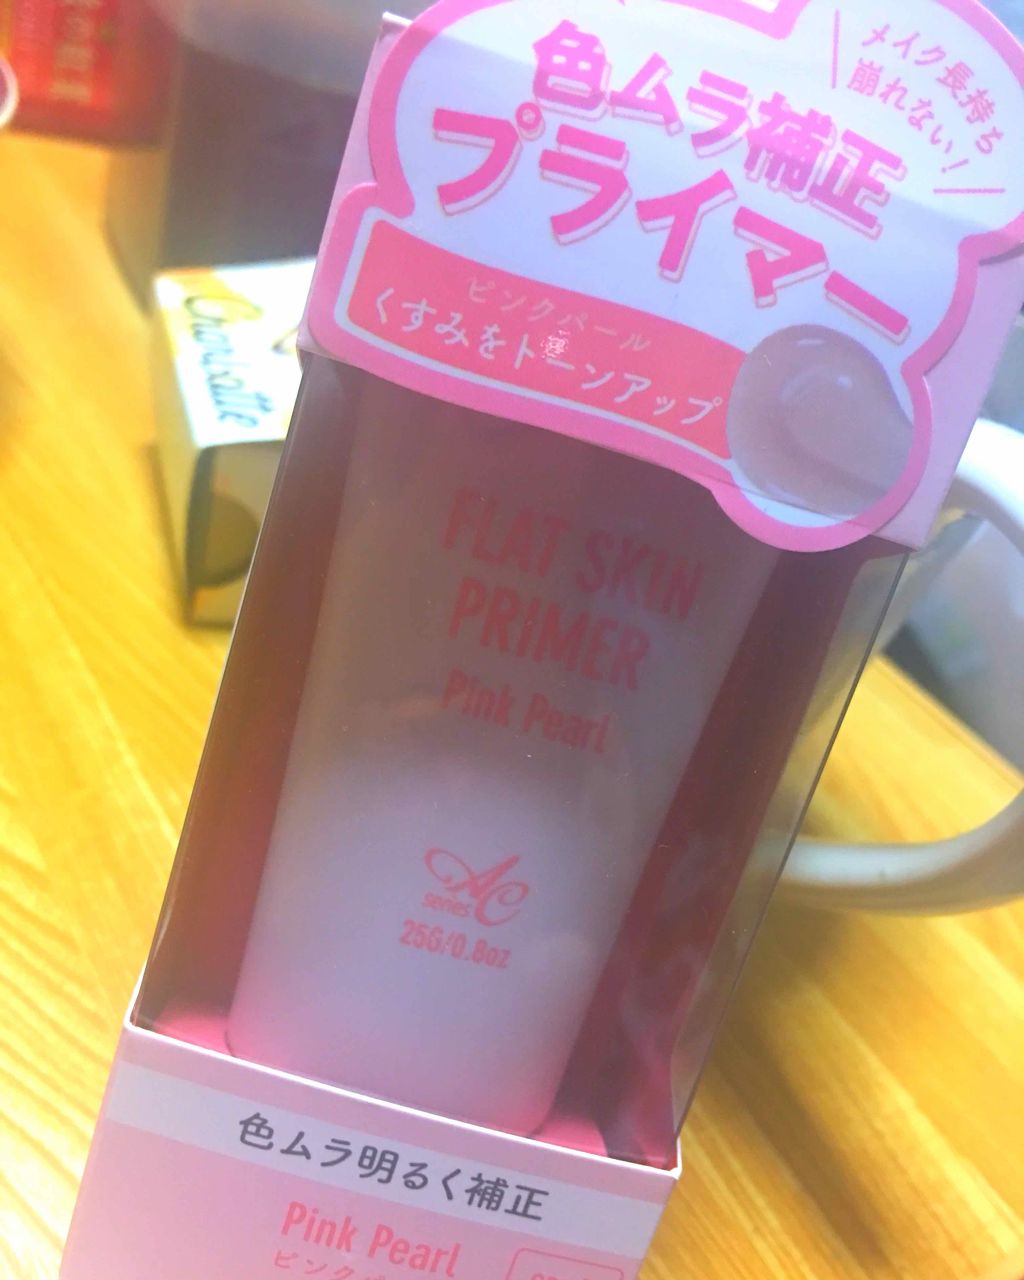 メイク長持ち
崩れない!
色ムラ補正
プライマー
ピンクパール
くすみをトーンアップ
FLAT SKIN
PRIMER
Pink Pearl
AC
series
25G/0.8oz
色ムラ明るく補正
Pink Pearl